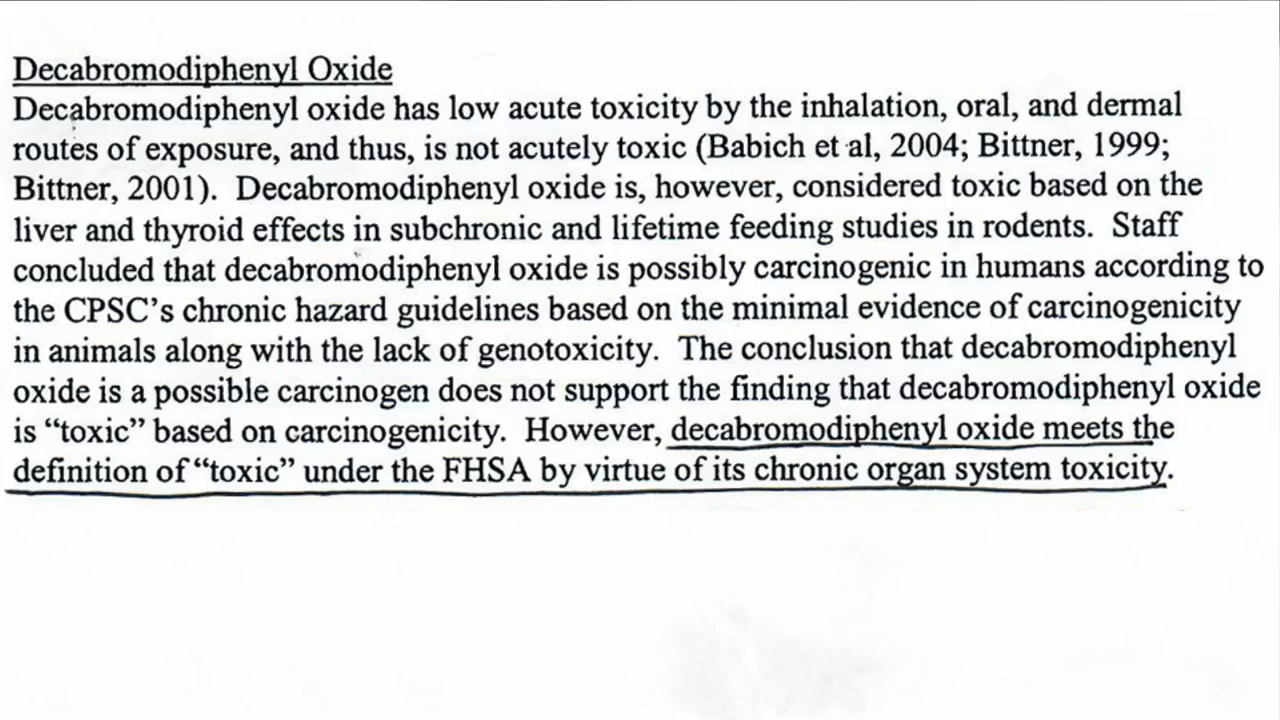 Decabromodiphenyl Oxide
Decabromodiphenyl oxide has low acute toxicity by the inhalation, oral, and dermal
routes of exposure, and thus, is not acutely toxic (Babich et al, 2004; Bittner, 1999;
Bittner, 2001). Decabromodiphenyl oxide is, however, considered toxic based on the
liver and thyroid effects in subchronic and lifetime feeding studies in rodents. Staff
concluded that decabromodiphenyl oxide is possibly carcinogenic in humans according to
the CPSC’s chronic hazard guidelines based on the minimal evidence of carcinogenicity
in animals along with the lack of genotoxicity. The conclusion that decabromodiphenyl
oxide is a possible carcinogen does not support the finding that decabromodiphenyl oxide
is “toxic” based on carcinogenicity. However, decabromodiphenyl oxide meets the
definition of “toxic” under the FHSA by virtue of its chronic organ system toxicity.